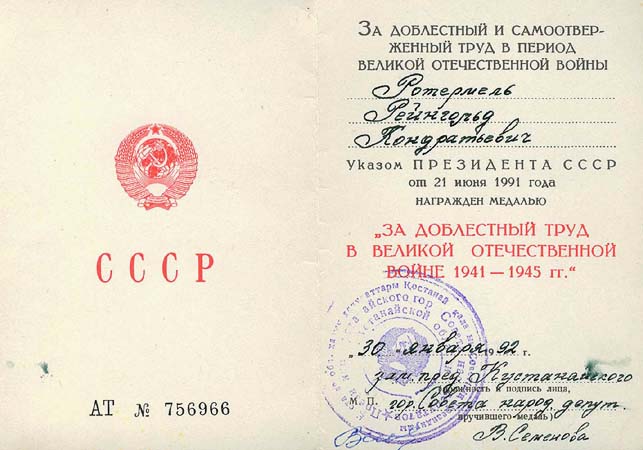 СССР
АТ № 756966
За доблестный и самоотвер-
женный труд в период
Великой Отечественной войны
Ротермель
Рейнгольд
Кондратьевич
Указом ПРЕЗИДЕНТА СССР
от 21 июня 1991 года
НАГРАЖДЕН МЕДАЛЬЮ
„ЗА ДОБЛЕСТНЫЙ ТРУД
В ВЕЛИКОЙ ОТЕЧЕСТВЕННОЙ
ВОЙНЕ 1941—1945 гг.“
„30 января 92 г.
зам. пред. Кустанайского
(должность и подпись лица,
М. П. гор. Совета народ. депут.
вручившего медаль)
В. Семенова